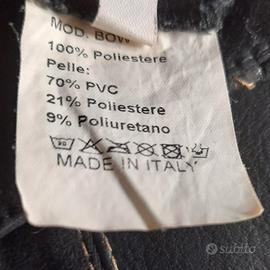 MOD. BOW
100% Poliestere
Pelle:
70% PVC
21% Poliestere
9% Poliuretano
MADE IN ITALY
subito